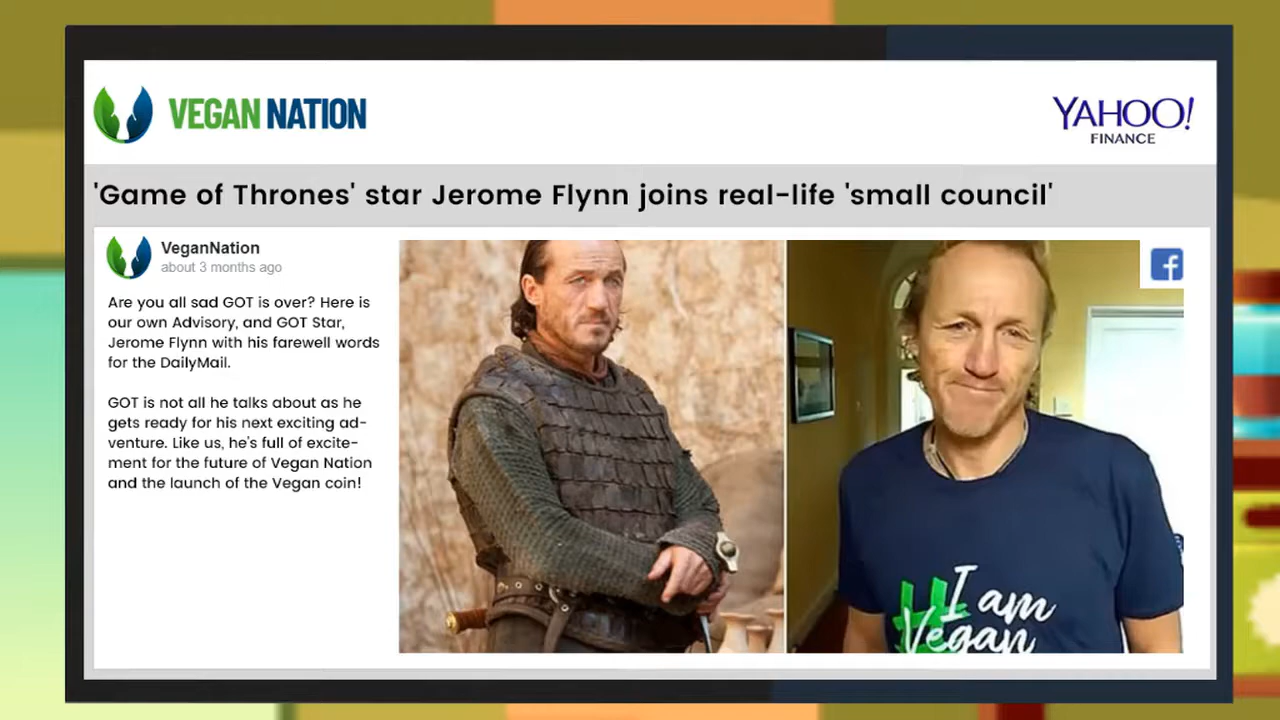 VEGAN NATION
YAHOO!
FINANCE
'Game of Thrones' star Jerome Flynn joins real-life 'small council'
VeganNation
about 3 months ago
Are you all sad GOT is over? Here is
our own Advisory, and GOT Star,
Jerome Flynn with his farewell words
for the DailyMail.
GOT is not all he talks about as he
gets ready for his next exciting ad-
venture. Like us, he's full of excite-
ment for the future of Vegan Nation
and the launch of the Vegan coin!
I am
Vegan